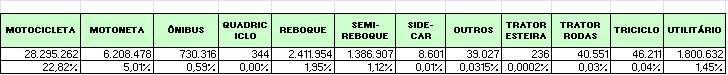 MOTOCICLETA MOTONETA ÔNIBUS QUADRIC ICLO REBOQUE SEMI-REBOQUE SIDE-CAR OUTROS TRATOR ESTEIRA TRATOR RODAS TRICICLO UTILITÁRIO
28.295.262 6.208.478 730.316 344 2.411.954 1.386.907 8.601 39.027 236 40.551 46.211 1.800.632
22,82% 5,01% 0,59% 0,00% 1,95% 1,12% 0,01% 0,0315% 0,0002% 0,03% 0,04% 1,45%